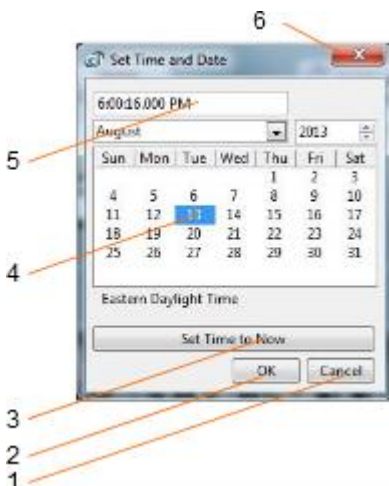 6
Set Time and Date
6:00:16.000 PM
August 2013
5
Sun Mon Tue Wed Thu Fri Sat
1 2 3
4 5 6 7 8 9 10
11 12 13 14 15 16 17
18 19 20 21 22 23 24
4
25 26 27 28 29 30 31
Eastern Daylight Time
Set Time to Now
OK Cancel
3
2
1